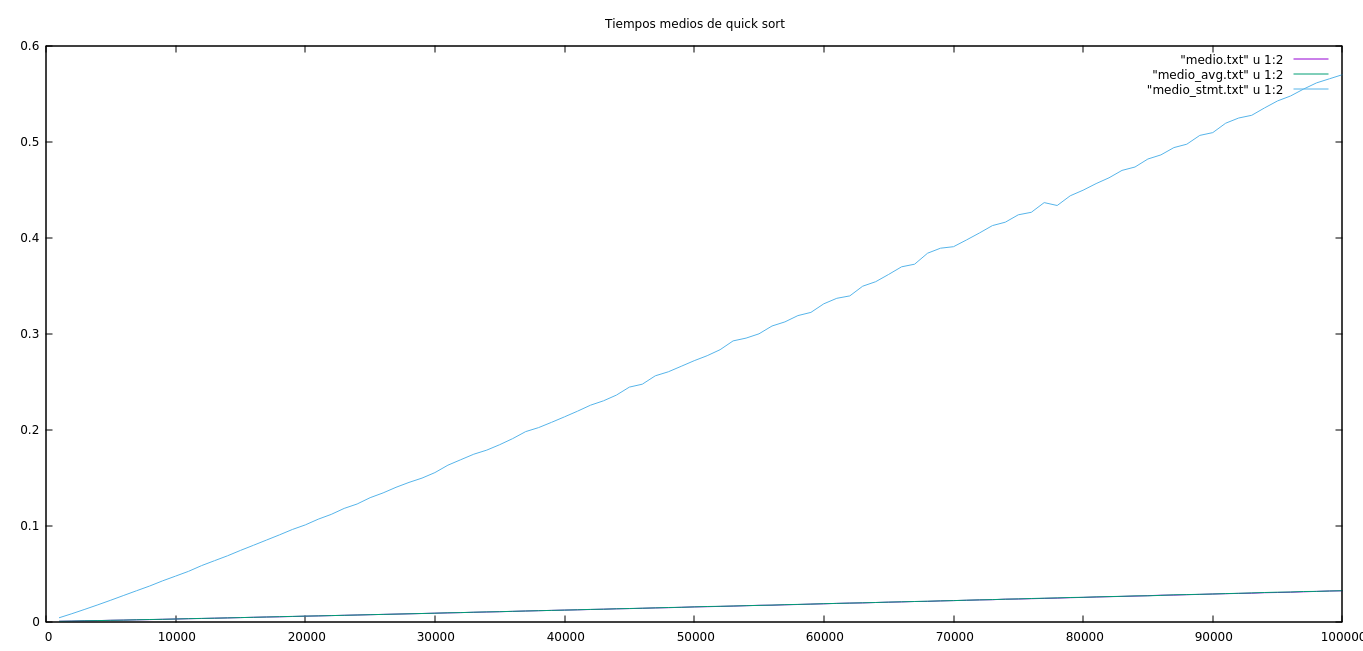 Tiempos medios de quick sort
0.6
"medio.txt" u 1:2
"medio_avg.txt" u 1:2
"medio_stmt.txt" u 1:2
0.5
0.4
0.3
0.2
0.1
0
0 10000 20000 30000 40000 50000 60000 70000 80000 90000 100000